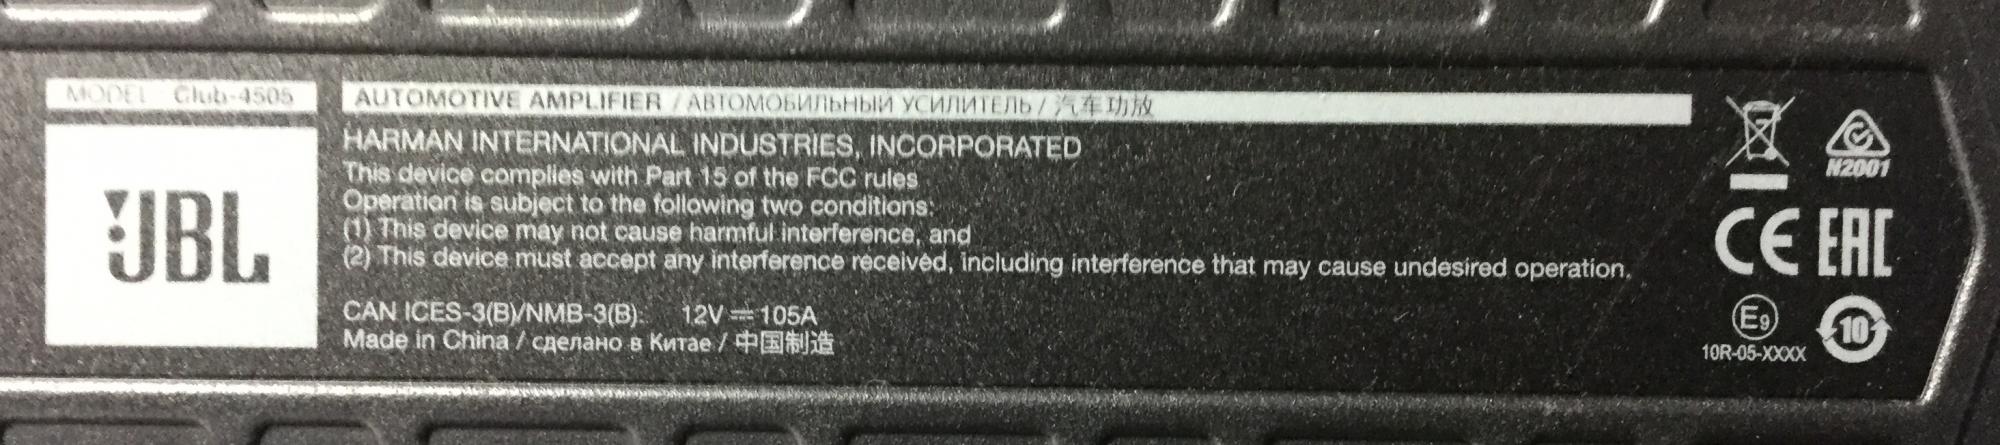 MODEL: Club-4505
AUTOMOTIVE AMPLIFIER / АВТОМОБИЛЬНЫЙ УСИЛИТЕЛЬ / 汽车功放
JBL
HARMAN INTERNATIONAL INDUSTRIES, INCORPORATED
This device complies with Part 15 of the FCC rules
Operation is subject to the following two conditions:
(1) This device may not cause harmful interference, and
(2) This device must accept any interference received, including interference that may cause undesired operation.
CAN ICES-3(B)/NMB-3(B): 12V ⎓ 105A
Made in China / сделано в Китае / 中国制造
N2001
CE EAC
E9
10R-05-XXXX
10